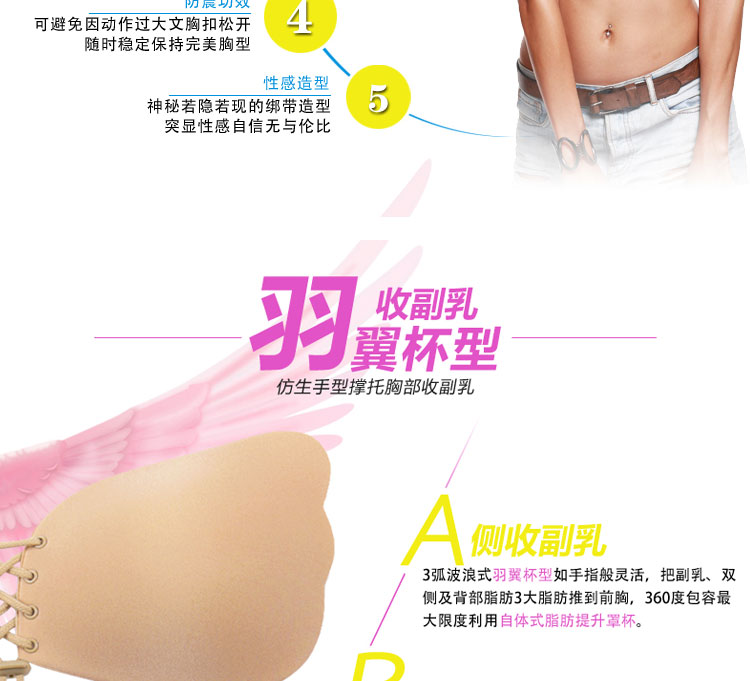 防震功效
4
可避免因动作过大文胸扣松开
随时稳定保持完美胸型
性感造型
5
神秘若隐若现的绑带造型
突显性感自信无与伦比
收副乳
羽翼杯型
仿生手型撑托胸部收副乳
A 侧收副乳
3弧波浪式羽翼杯型如手指般灵活，把副乳、双
侧及背部脂肪3大脂肪推到前胸，360度包容最
大限度利用自体式脂肪提升罩杯。
B